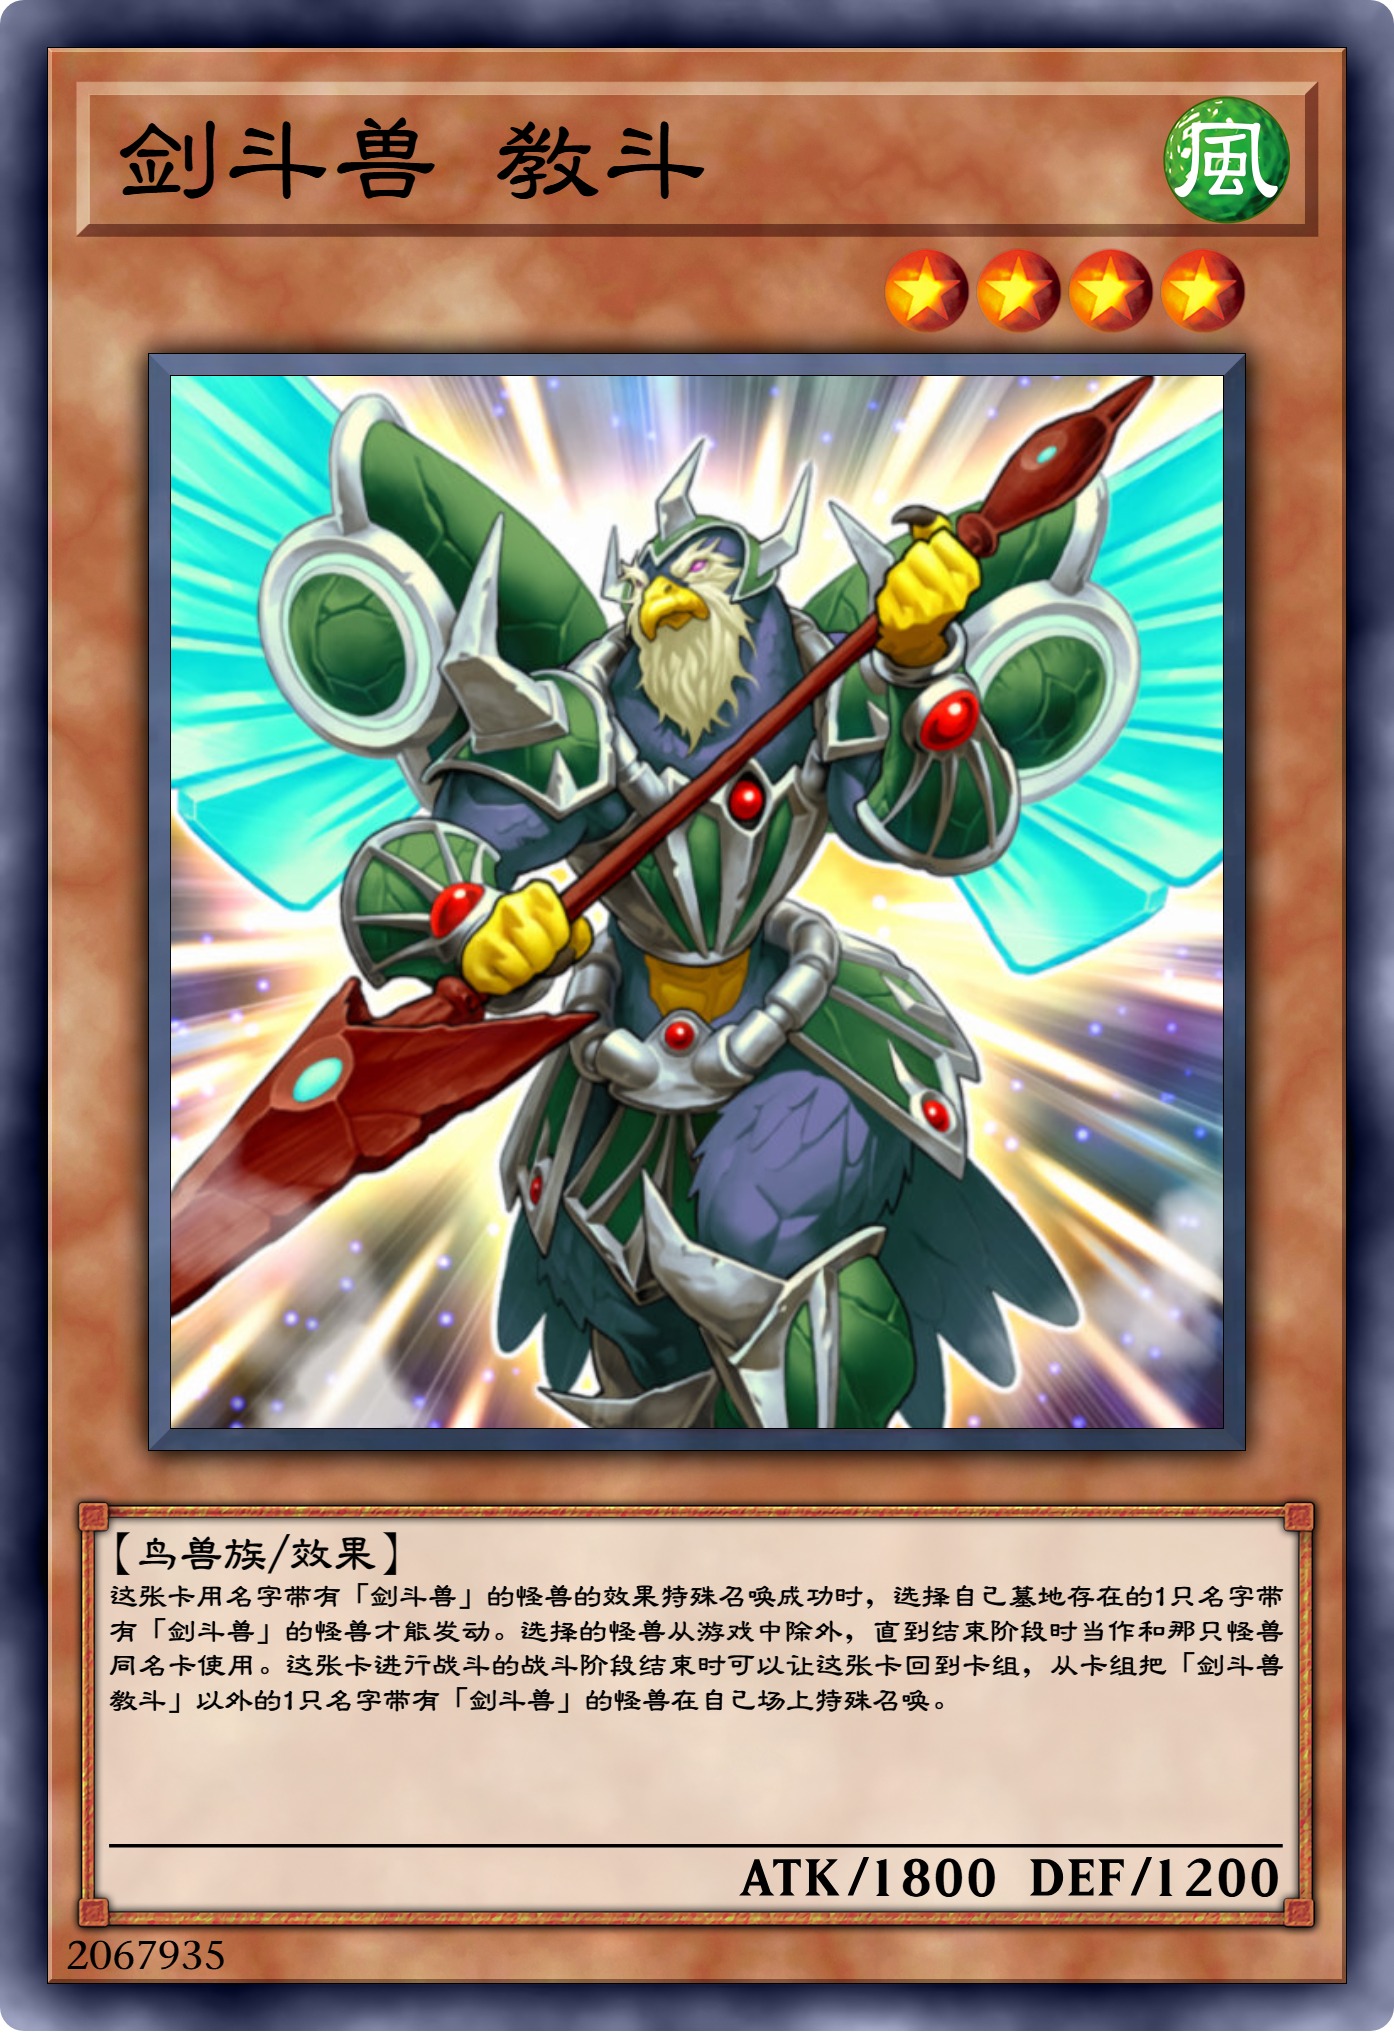 剑斗兽 教斗
風
【鸟兽族/效果】
这张卡用名字带有「剑斗兽」的怪兽的效果特殊召唤成功时，选择自己墓地存在的1只名字带
有「剑斗兽」的怪兽才能发动。选择的怪兽从游戏中除外，直到结束阶段时当作和那只怪兽
同名卡使用。这张卡进行战斗的战斗阶段结束时可以让这张卡回到卡组，从卡组把「剑斗兽
教斗」以外的1只名字带有「剑斗兽」的怪兽在自己场上特殊召唤。
ATK/1800 DEF/1200
2067935